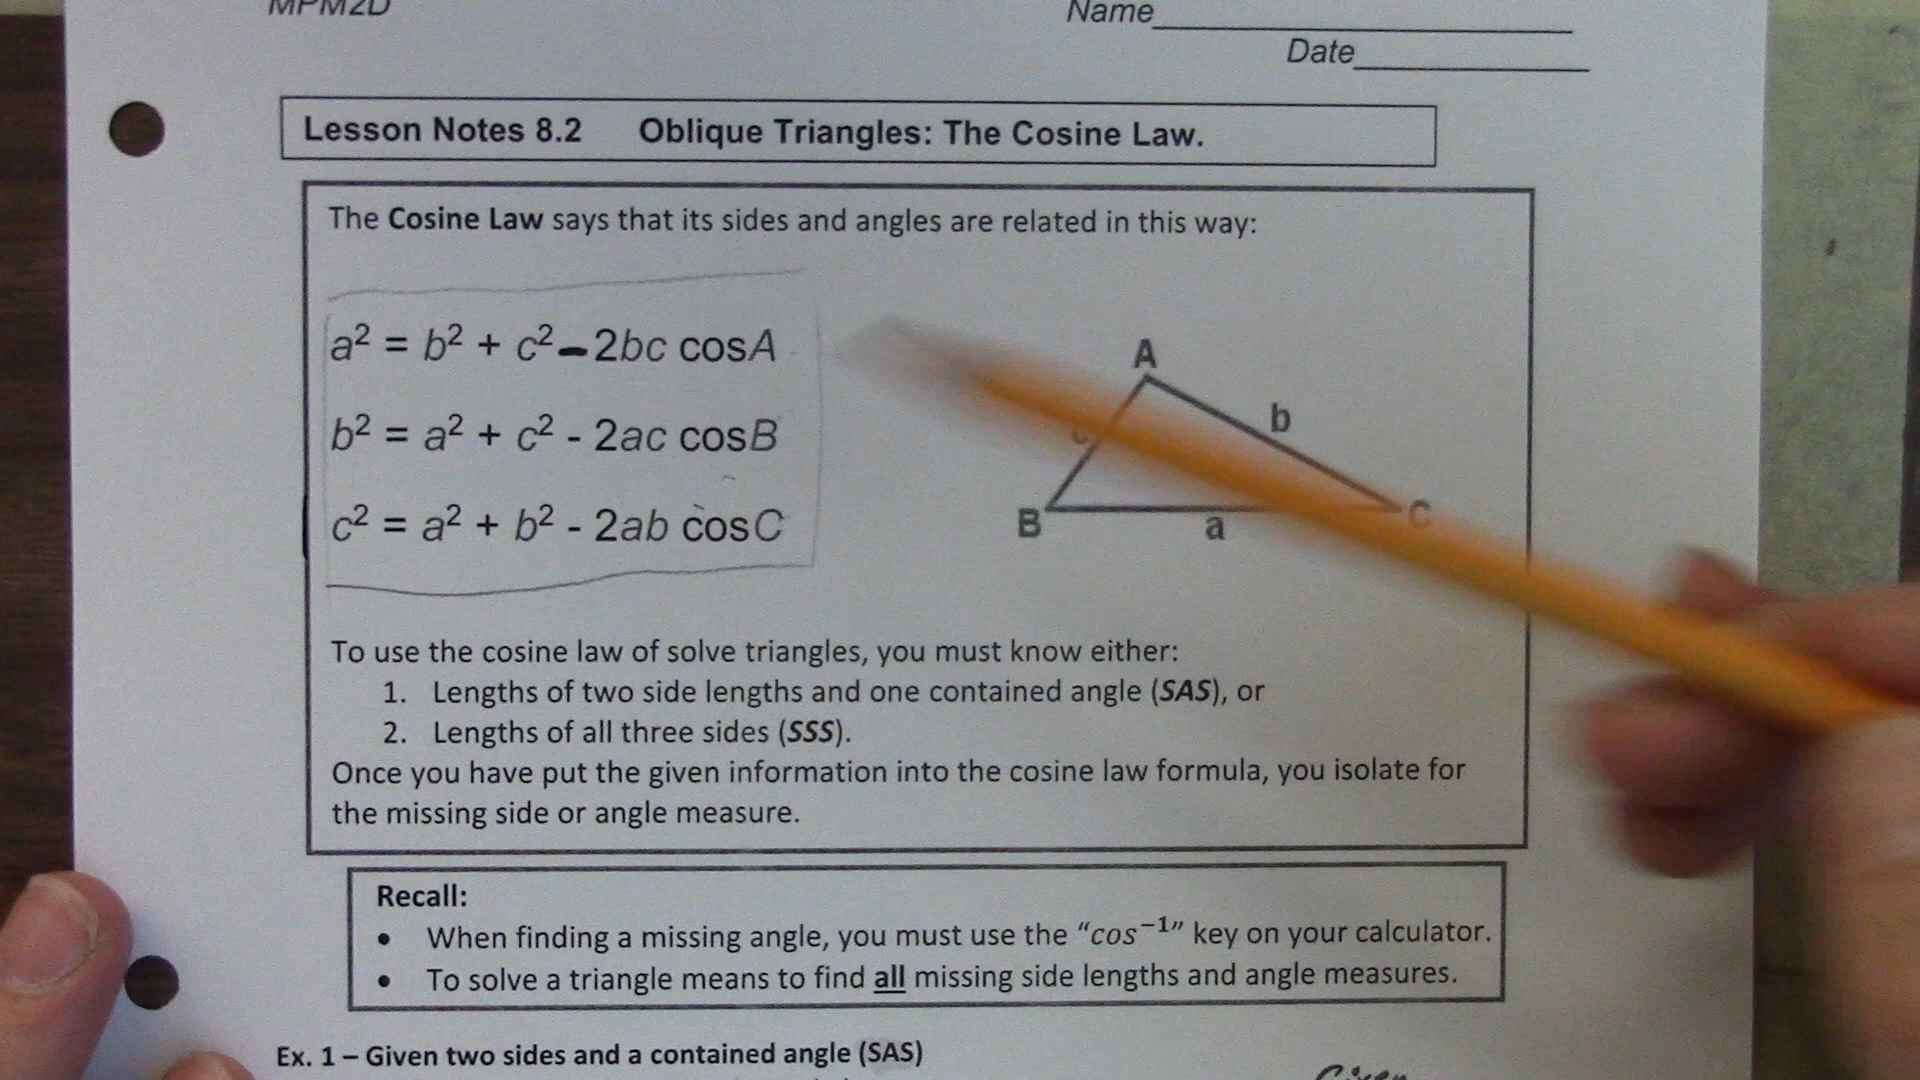 MPM2D
Name
Date
Lesson Notes 8.2 Oblique Triangles: The Cosine Law.
The Cosine Law says that its sides and angles are related in this way:
a² = b² + c² - 2bc cosA
b² = a² + c² - 2ac cosB
c² = a² + b² - 2ab cosC
A
b
c
B
a
C
To use the cosine law of solve triangles, you must know either:
1. Lengths of two side lengths and one contained angle (SAS), or
2. Lengths of all three sides (SSS).
Once you have put the given information into the cosine law formula, you isolate for
the missing side or angle measure.
Recall:
• When finding a missing angle, you must use the “cos⁻¹” key on your calculator.
• To solve a triangle means to find all missing side lengths and angle measures.
Ex. 1 – Given two sides and a contained angle (SAS)